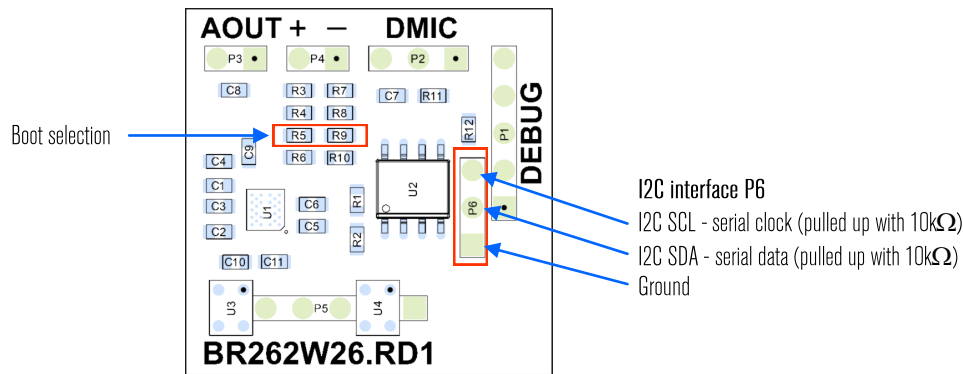 AOUT + − DMIC
P3 P4 P2
C8 R3 R7 C7 R11
R4 R8
Boot selection R5 R9 R12 P1 DEBUG
C9 R6 R10
C4
C1 U2
C3 U1 C6 R1 P6
C2 C5 R2
C10 C11
U3 P5 U4
BR262W26.RD1
I2C interface P6
I2C SCL - serial clock (pulled up with 10kΩ)
I2C SDA - serial data (pulled up with 10kΩ)
Ground